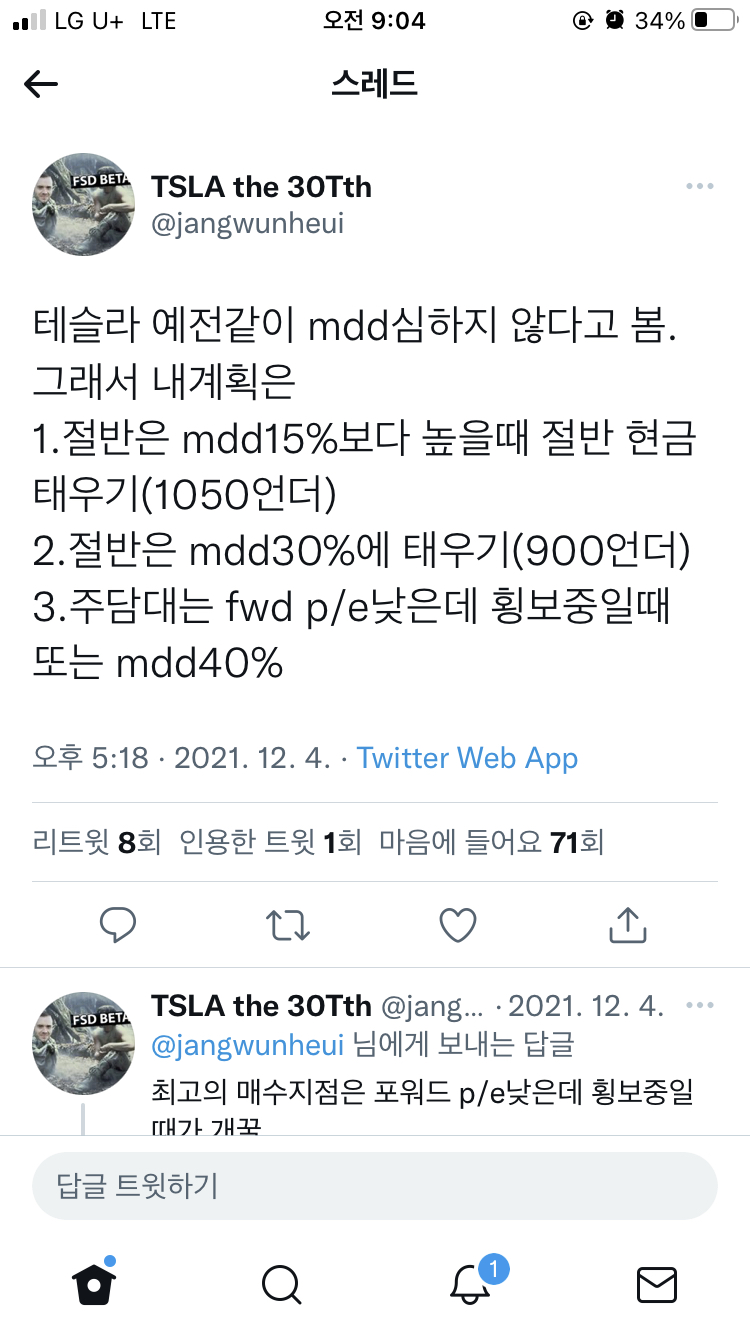 LG U+ LTE 오전 9:04 34%
스레드
FSD BETA
TSLA the 30Tth
@jangwunheui
테슬라 예전같이 mdd심하지 않다고 봄.
그래서 내계획은
1.절반은 mdd15%보다 높을때 절반 현금
태우기(1050언더)
2.절반은 mdd30%에 태우기(900언더)
3.주담대는 fwd p/e낮은데 횡보중일때
또는 mdd40%
오후 5:18 · 2021. 12. 4. · Twitter Web App
리트윗 8회 인용한 트윗 1회 마음에 들어요 71회
FSD BETA
TSLA the 30Tth @jang... · 2021. 12. 4.
@jangwunheui 님에게 보내는 답글
최고의 매수지점은 포워드 p/e낮은데 횡보중일
때가 개꿀
답글 트윗하기
1